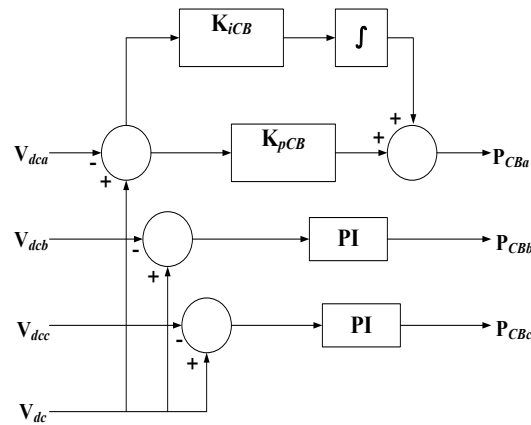 K_iCB
∫
+
K_pCB
+
V_dca
-
+
P_CBa
V_dcb
-
+
PI
P_CBb
V_dcc
-
+
PI
P_CBc
V_dc